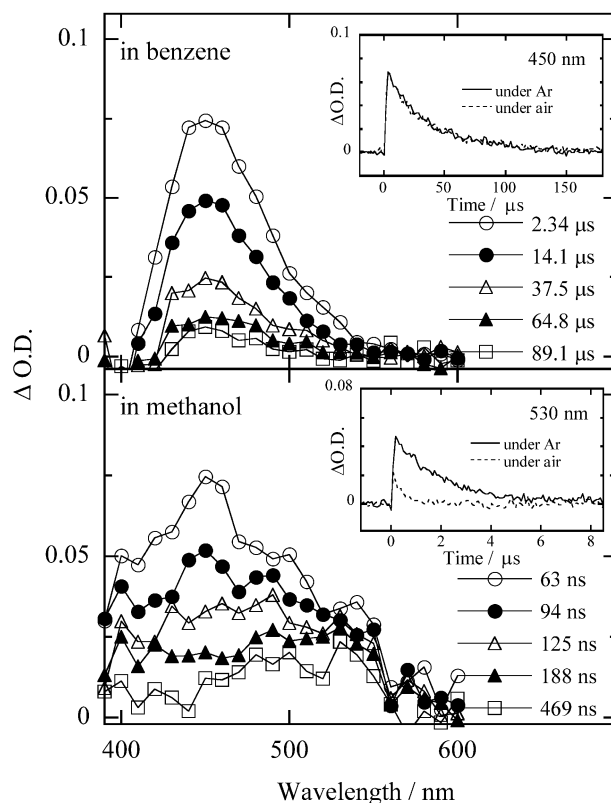 0.1
in benzene
0.1
450 nm
under Ar
under air
Δ O.D.
0
0 50 100 150
Time / μs
0.05
2.34 μs
14.1 μs
37.5 μs
64.8 μs
89.1 μs
0
Δ O.D.
0.1
in methanol
0.08
530 nm
under Ar
under air
ΔO.D.
0
0 2 4 6 8
Time / μs
0.05
63 ns
94 ns
125 ns
188 ns
469 ns
0
400 500 600
Wavelength / nm